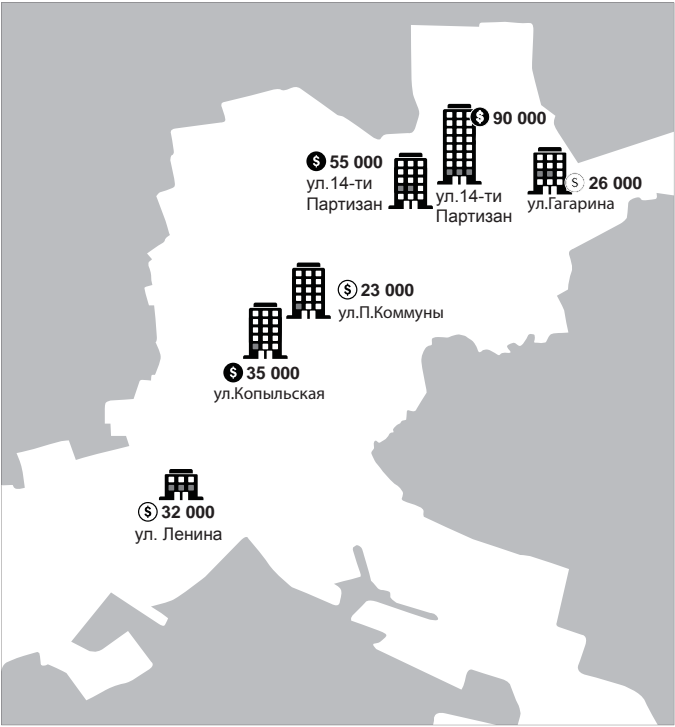 $ 90 000
ул.14-ти
Партизан
$ 55 000
ул.14-ти
Партизан
$ 26 000
ул.Гагарина
$ 23 000
ул.П.Коммуны
$ 35 000
ул.Копыльская
$ 32 000
ул. Ленина